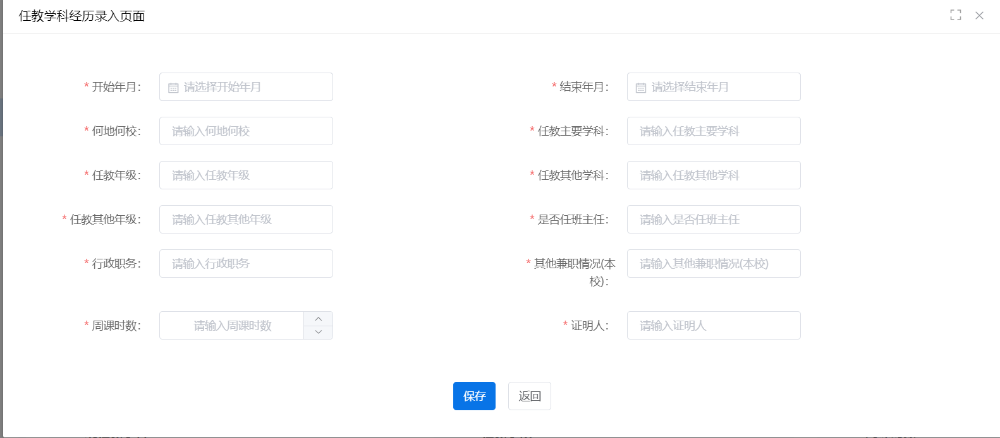 任教学科经历录入页面
* 开始年月： 请选择开始年月
* 结束年月： 请选择结束年月
* 何地何校： 请输入何地何校
* 任教主要学科： 请输入任教主要学科
* 任教年级： 请输入任教年级
* 任教其他学科： 请输入任教其他学科
* 任教其他年级： 请输入任教其他年级
* 是否任班主任： 请输入是否任班主任
* 行政职务： 请输入行政职务
* 其他兼职情况(本
校)：
请输入其他兼职情况(本校)
* 周课时数： 请输入周课时数
* 证明人： 请输入证明人
保存 返回